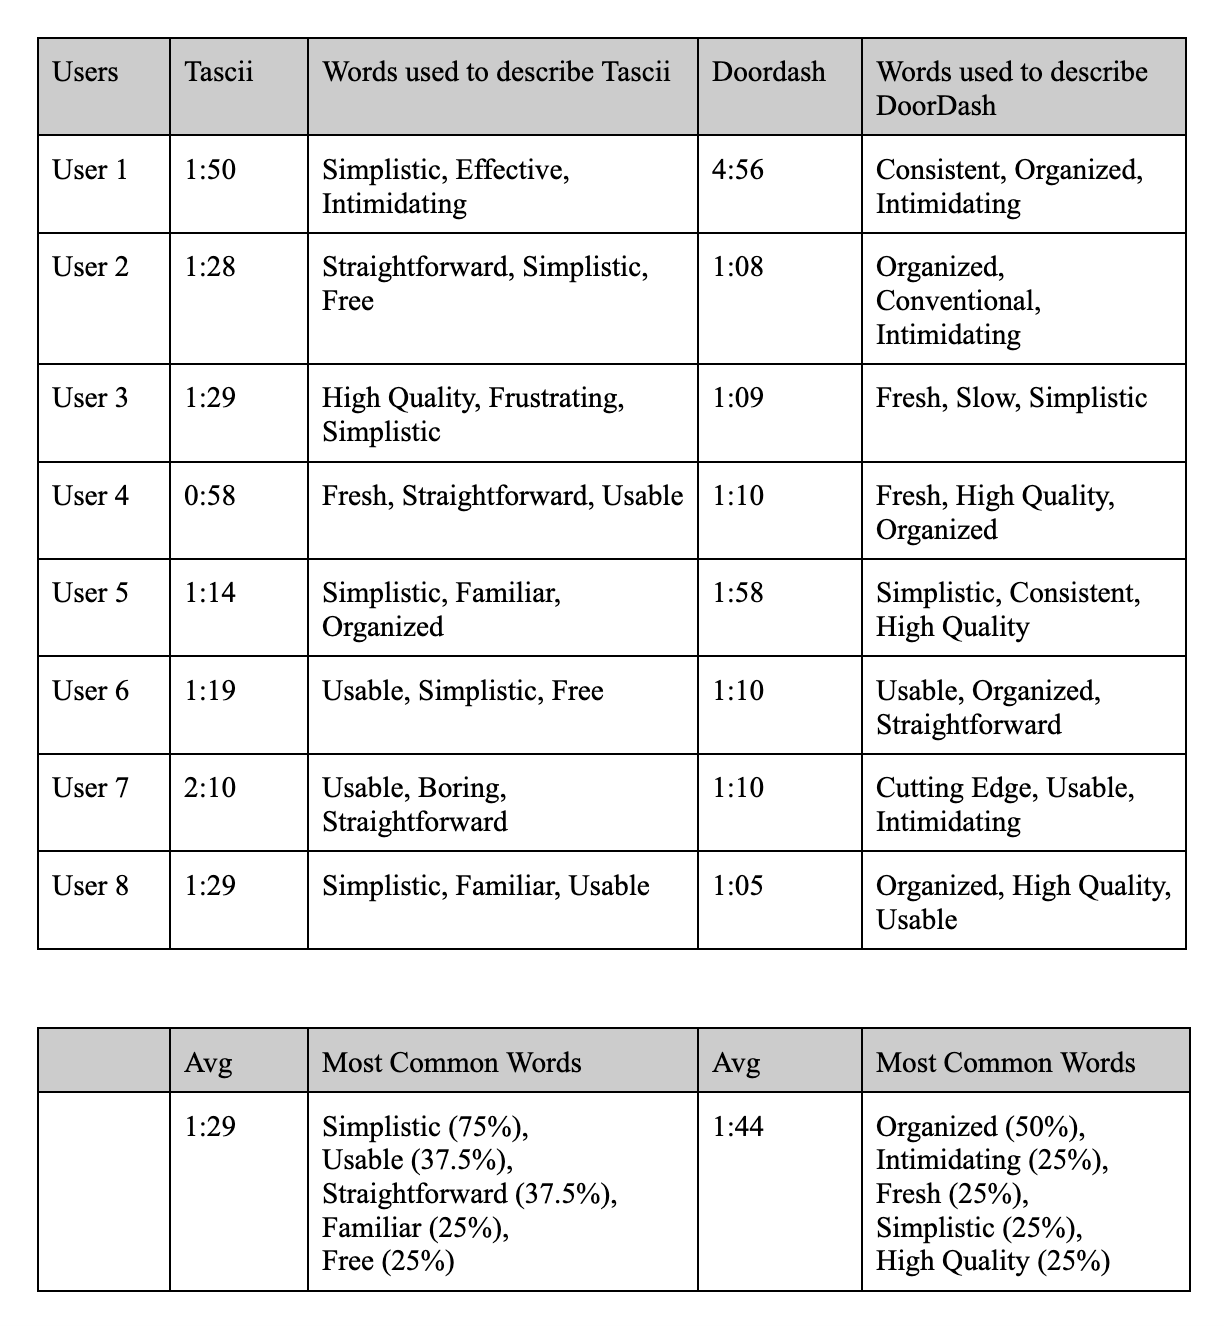 Users Tascii Words used to describe Tascii Doordash Words used to describe
DoorDash
User 1 1:50 Simplistic, Effective, 4:56 Consistent, Organized,
Intimidating Intimidating
User 2 1:28 Straightforward, Simplistic, 1:08 Organized,
Free Conventional,
Intimidating
User 3 1:29 High Quality, Frustrating, 1:09 Fresh, Slow, Simplistic
Simplistic
User 4 0:58 Fresh, Straightforward, Usable 1:10 Fresh, High Quality,
Organized
User 5 1:14 Simplistic, Familiar, 1:58 Simplistic, Consistent,
Organized High Quality
User 6 1:19 Usable, Simplistic, Free 1:10 Usable, Organized,
Straightforward
User 7 2:10 Usable, Boring, 1:10 Cutting Edge, Usable,
Straightforward Intimidating
User 8 1:29 Simplistic, Familiar, Usable 1:05 Organized, High Quality,
Usable
Avg Most Common Words Avg Most Common Words
1:29 Simplistic (75%), 1:44 Organized (50%),
Usable (37.5%), Intimidating (25%),
Straightforward (37.5%), Fresh (25%),
Familiar (25%), Simplistic (25%),
Free (25%) High Quality (25%)